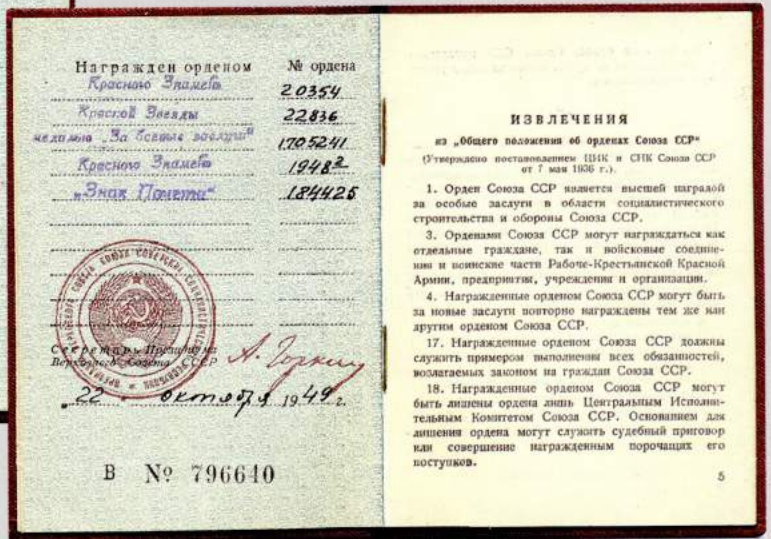 Награжден орденом
№ ордена
Красного Знамени
20354
Красной Звезды
22836
медалью „За боевые заслуги“
1705241
Красного Знамени
1948²
„Знак Почета“
184425
Секретарь Президиума
Верховного Совета СССР
А. Горкин
„22 “ октября 1949 г.
В № 796640
ИЗВЛЕЧЕНИЯ
из „Общего положения об орденах Союза ССР“
(Утверждено постановлением ЦИК и СНК Союза ССР
от 7 мая 1936 г.).
1. Орден Союза ССР является высшей наградой
за особые заслуги в области социалистического
строительства и обороны Союза ССР.
3. Орденами Союза ССР могут награждаться как
отдельные граждане, так и войсковые соедине-
ния и воинские части Рабоче-Крестьянской Красной
Армии, предприятия, учреждения и организации.
4. Награжденные орденом Союза ССР могут быть
за новые заслуги повторно награждены тем же или
другим орденом Союза ССР.
17. Награжденные орденом Союза ССР должны
служить примером выполнения всех обязанностей,
возлагаемых законом на граждан СССР.
18. Награжденные орденом Союза ССР могут
быть лишены ордена лишь Центральным Исполни-
тельным Комитетом Союза ССР. Основанием для
лишения ордена могут служить судебный приговор
или совершение награжденным порочащих его
поступков.
5